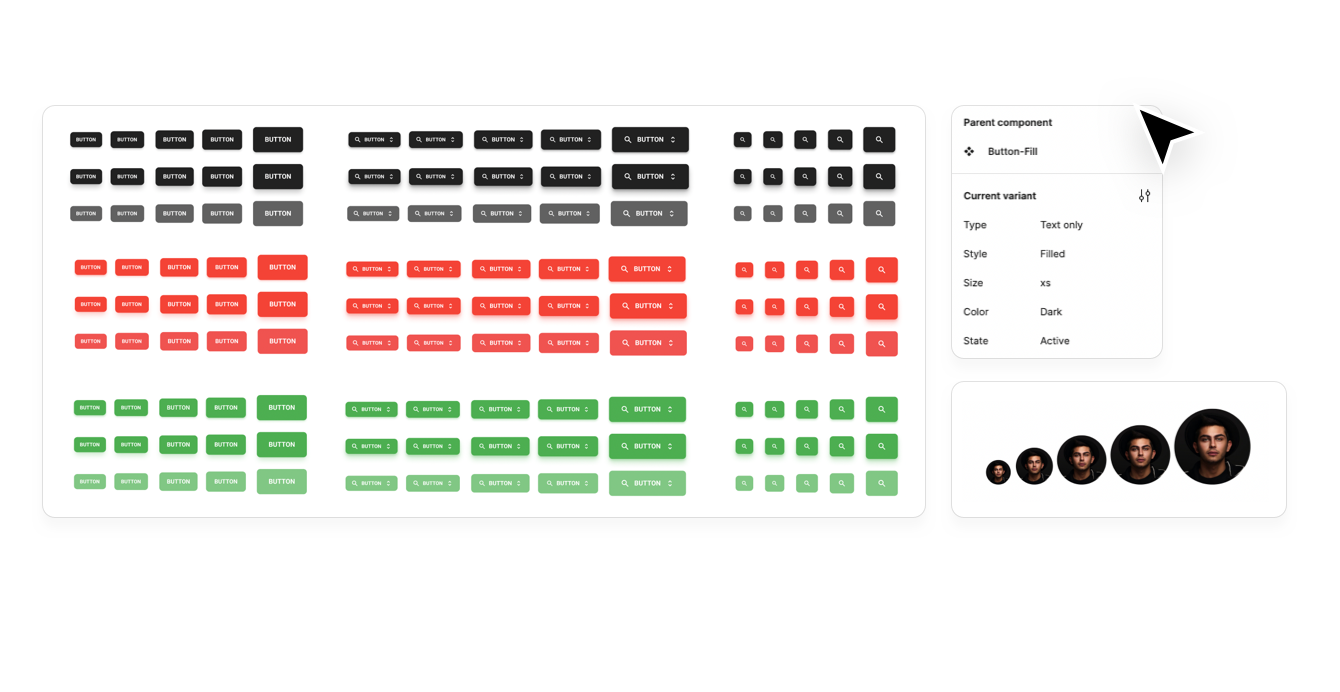 BUTTON BUTTON BUTTON BUTTON BUTTON BUTTON BUTTON BUTTON BUTTON BUTTON
BUTTON BUTTON BUTTON BUTTON BUTTON BUTTON BUTTON BUTTON BUTTON BUTTON
BUTTON BUTTON BUTTON BUTTON BUTTON BUTTON BUTTON BUTTON BUTTON BUTTON
BUTTON BUTTON BUTTON BUTTON BUTTON BUTTON BUTTON BUTTON BUTTON BUTTON
BUTTON BUTTON BUTTON BUTTON BUTTON BUTTON BUTTON BUTTON BUTTON BUTTON
BUTTON BUTTON BUTTON BUTTON BUTTON BUTTON BUTTON BUTTON BUTTON BUTTON
BUTTON BUTTON BUTTON BUTTON BUTTON BUTTON BUTTON BUTTON BUTTON BUTTON
BUTTON BUTTON BUTTON BUTTON BUTTON BUTTON BUTTON BUTTON BUTTON BUTTON
BUTTON BUTTON BUTTON BUTTON BUTTON BUTTON BUTTON BUTTON BUTTON BUTTON
Parent component
Button-Fill
Current variant
Type Text only
Style Filled
Size xs
Color Dark
State Active